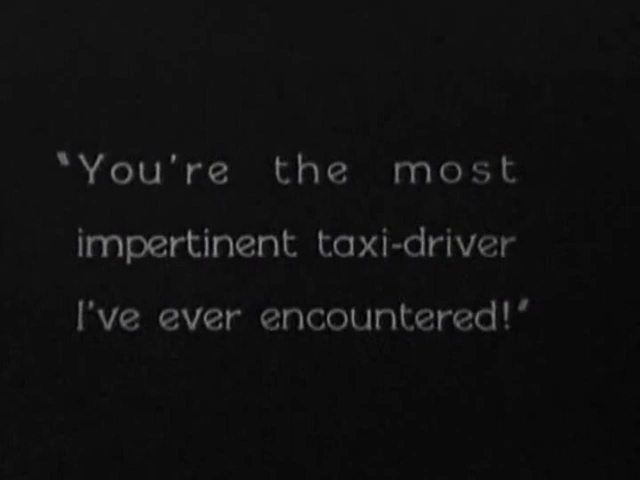 "You're the most
impertinent taxi-driver
I've ever encountered!"